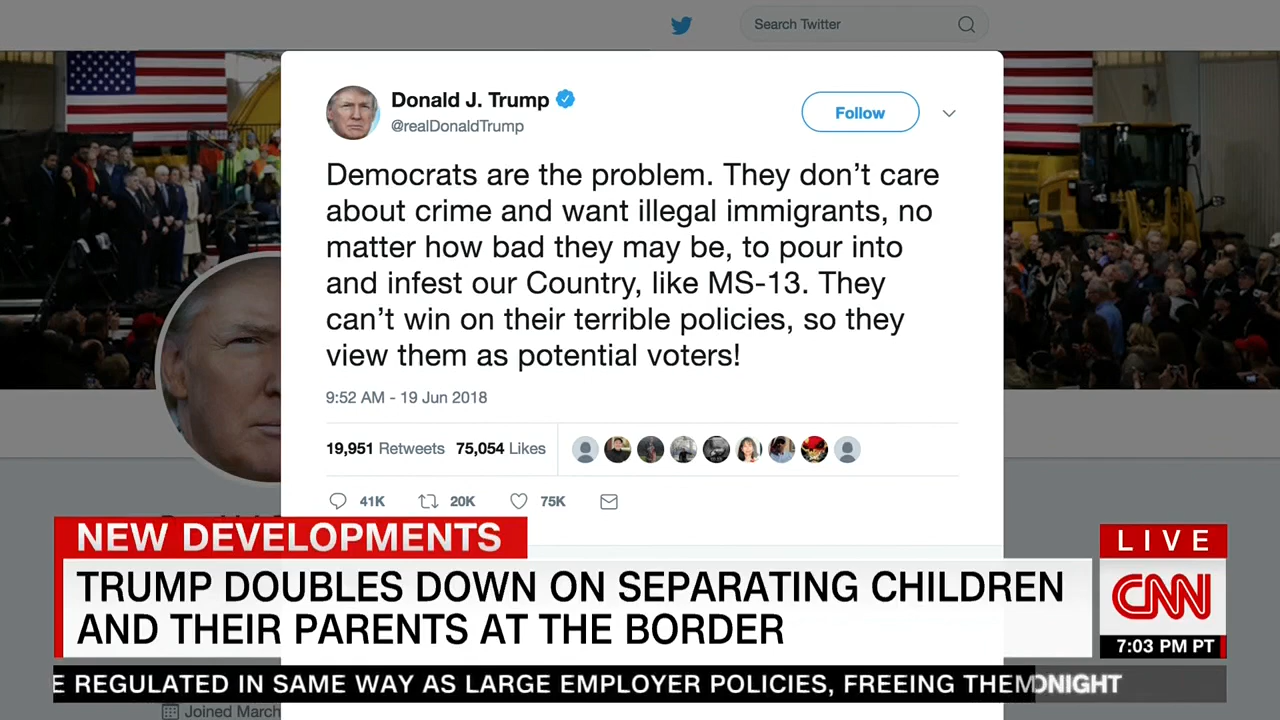 Search Twitter
Donald J. Trump
@realDonaldTrump
Follow
Democrats are the problem. They don’t care
about crime and want illegal immigrants, no
matter how bad they may be, to pour into
and infest our Country, like MS-13. They
can’t win on their terrible policies, so they
view them as potential voters!
9:52 AM - 19 Jun 2018
19,951 Retweets 75,054 Likes
41K 20K 75K
NEW DEVELOPMENTS
TRUMP DOUBLES DOWN ON SEPARATING CHILDREN
AND THEIR PARENTS AT THE BORDER
LIVE
CNN
7:03 PM PT
E REGULATED IN SAME WAY AS LARGE EMPLOYER POLICIES, FREEING THEM
Joined March